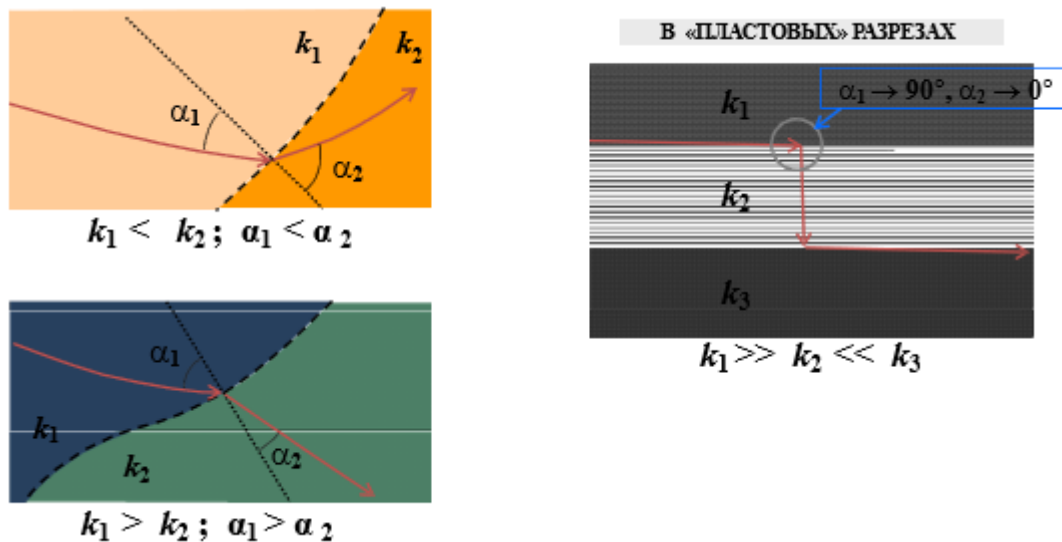 k₁
k₂
α₁
α₂
k₁ < k₂ ; α₁ < α ₂
α₁
k₁
α₂
k₂
k₁ > k₂ ; α₁ > α ₂
В «ПЛАСТОВЫХ» РАЗРЕЗАХ
α₁ → 90°, α₂ → 0°
k₁
k₂
k₃
k₁ >> k₂ << k₃